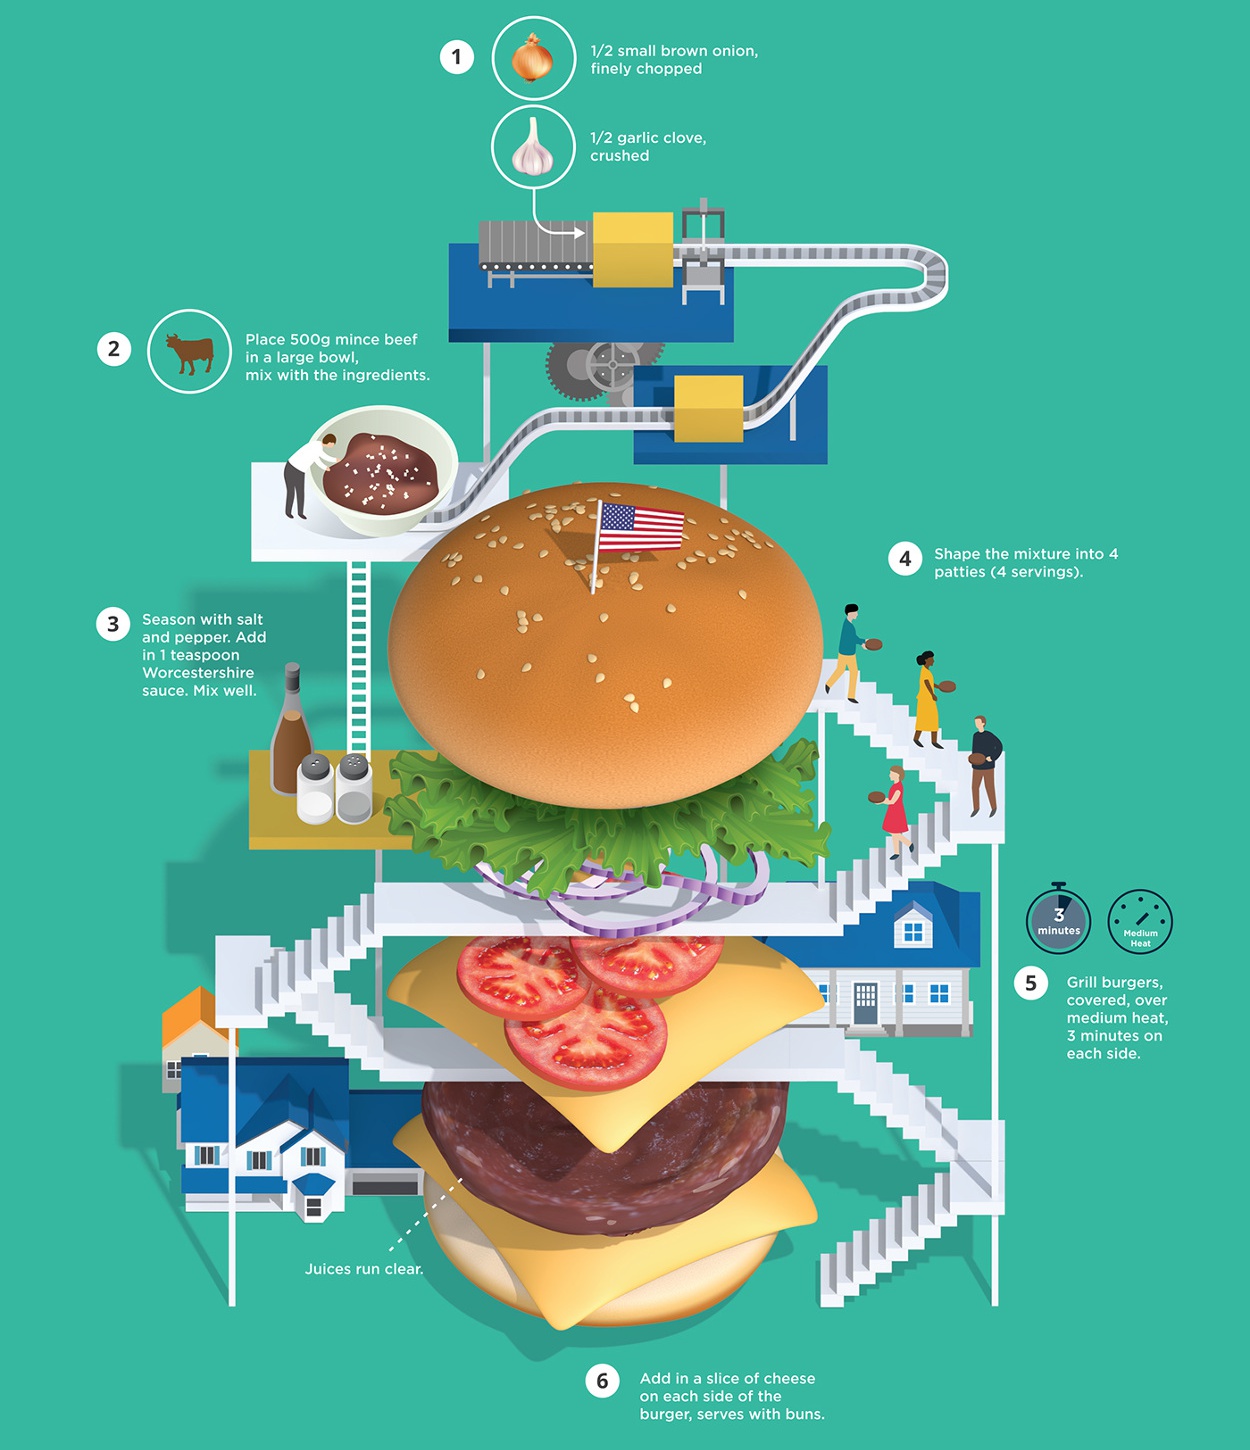 1
1/2 small brown onion,
finely chopped
1/2 garlic clove,
crushed
2
Place 500g mince beef
in a large bowl,
mix with the ingredients.
3
Season with salt
and pepper. Add
in 1 teaspoon
Worcestershire
sauce. Mix well.
4
Shape the mixture into 4
patties (4 servings).
3
minutes
Medium
Heat
5
Grill burgers,
covered, over
medium heat,
3 minutes on
each side.
Juices run clear.
6
Add in a slice of cheese
on each side of the
burger, serves with buns.